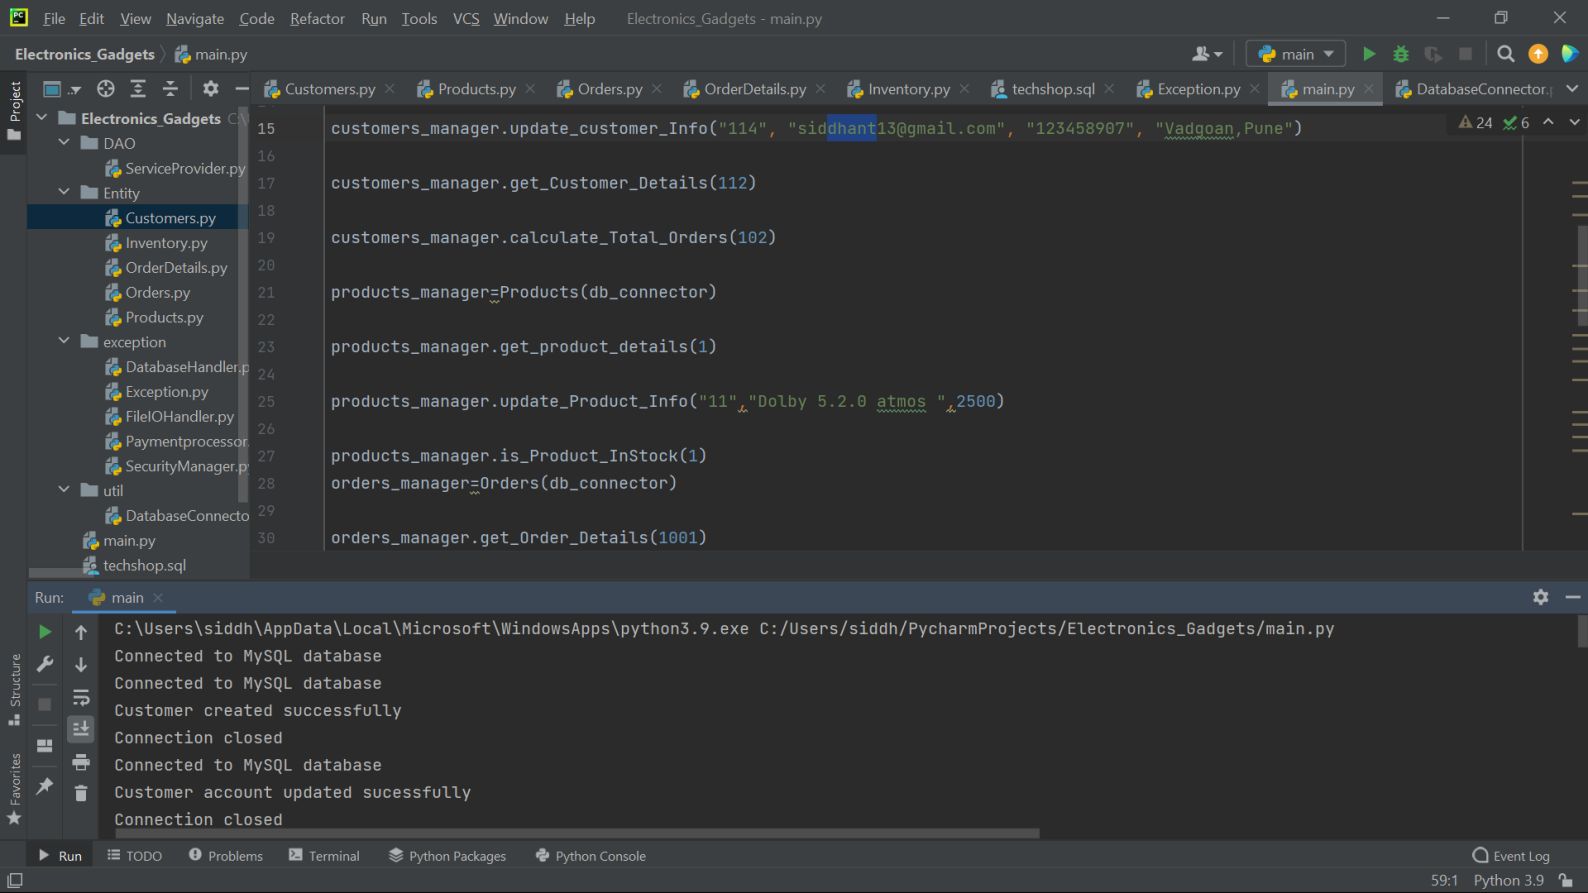 PC File Edit View Navigate Code Refactor Run Tools VCS Window Help Electronics_Gadgets - main.py
Electronics_Gadgets main.py main
Project
Customers.py Products.py Orders.py OrderDetails.py Inventory.py techshop.sql Exception.py main.py DatabaseConnector.
Electronics_Gadgets
DAO
ServiceProvider.py
Entity
Customers.py
Inventory.py
OrderDetails.py
Orders.py
Products.py
exception
DatabaseHandler.p
Exception.py
FileIOHandler.py
Paymentprocessor.
SecurityManager.py
util
DatabaseConnecto
main.py
techshop.sql
24 6
15 customers_manager.update_customer_Info("114", "siddhant13@gmail.com", "123458907", "Vadgoan,Pune")
16
17 customers_manager.get_Customer_Details(112)
18
19 customers_manager.calculate_Total_Orders(102)
20
21 products_manager=Products(db_connector)
22
23 products_manager.get_product_details(1)
24
25 products_manager.update_Product_Info("11","Dolby 5.2.0 atmos ",2500)
26
27 products_manager.is_Product_InStock(1)
28 orders_manager=Orders(db_connector)
29
30 orders_manager.get_Order_Details(1001)
Run: main
C:\Users\siddh\AppData\Local\Microsoft\WindowsApps\python3.9.exe C:/Users/siddh/PycharmProjects/Electronics_Gadgets/main.py
Connected to MySQL database
Connected to MySQL database
Customer created successfully
Connection closed
Connected to MySQL database
Customer account updated sucessfully
Connection closed
Structure
Favorites
Run TODO Problems Terminal Python Packages Python Console Event Log
59:1 Python 3.9